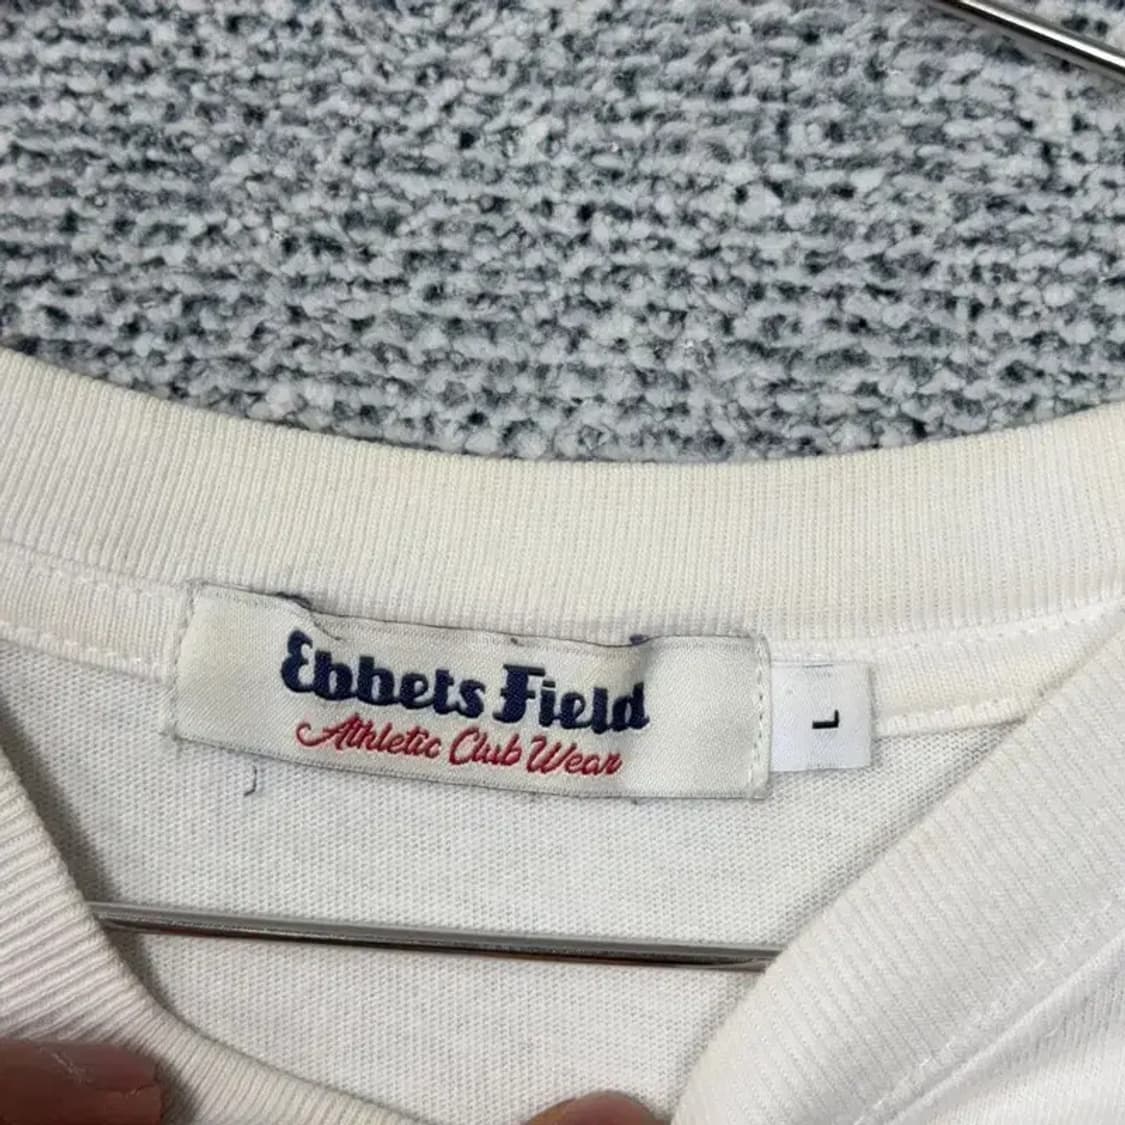 Ebbets Field
Athletic Club Wear
L